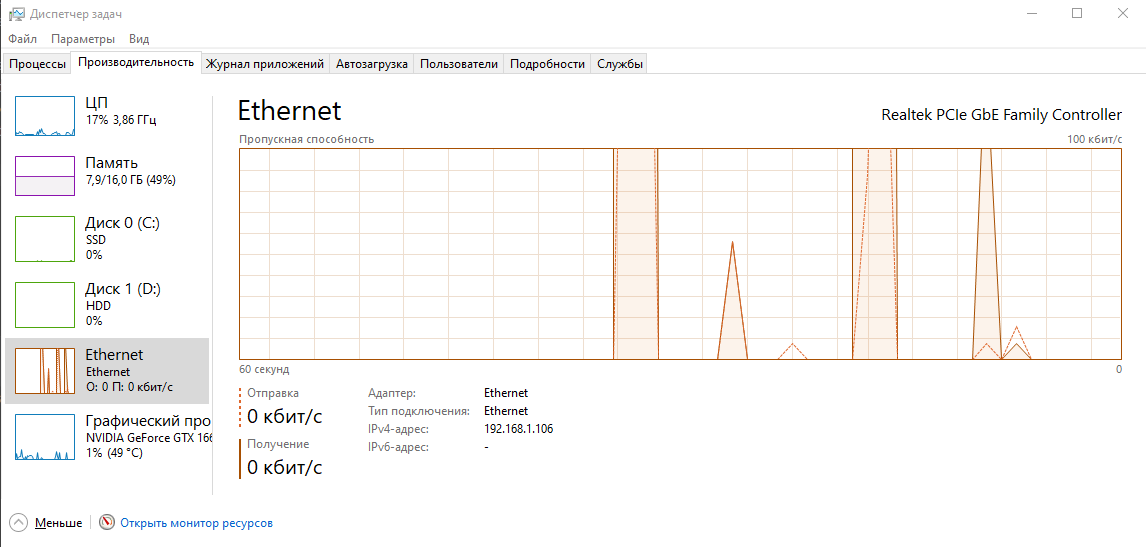 Диспетчер задач
Файл Параметры Вид
Процессы Производительность Журнал приложений Автозагрузка Пользователи Подробности Службы
ЦП
17% 3,86 ГГц
Память
7,9/16,0 ГБ (49%)
Диск 0 (C:)
SSD
0%
Диск 1 (D:)
HDD
0%
Ethernet
Ethernet
О: 0 П: 0 кбит/с
Графический про
NVIDIA GeForce GTX 166
1% (49 °C)
Ethernet
Realtek PCIe GbE Family Controller
Пропускная способность
100 кбит/с
60 секунд
0
Отправка
0 кбит/с
Получение
0 кбит/с
Адаптер: Ethernet
Тип подключения: Ethernet
IPv4-адрес: 192.168.1.106
IPv6-адрес: -
Меньше
Открыть монитор ресурсов